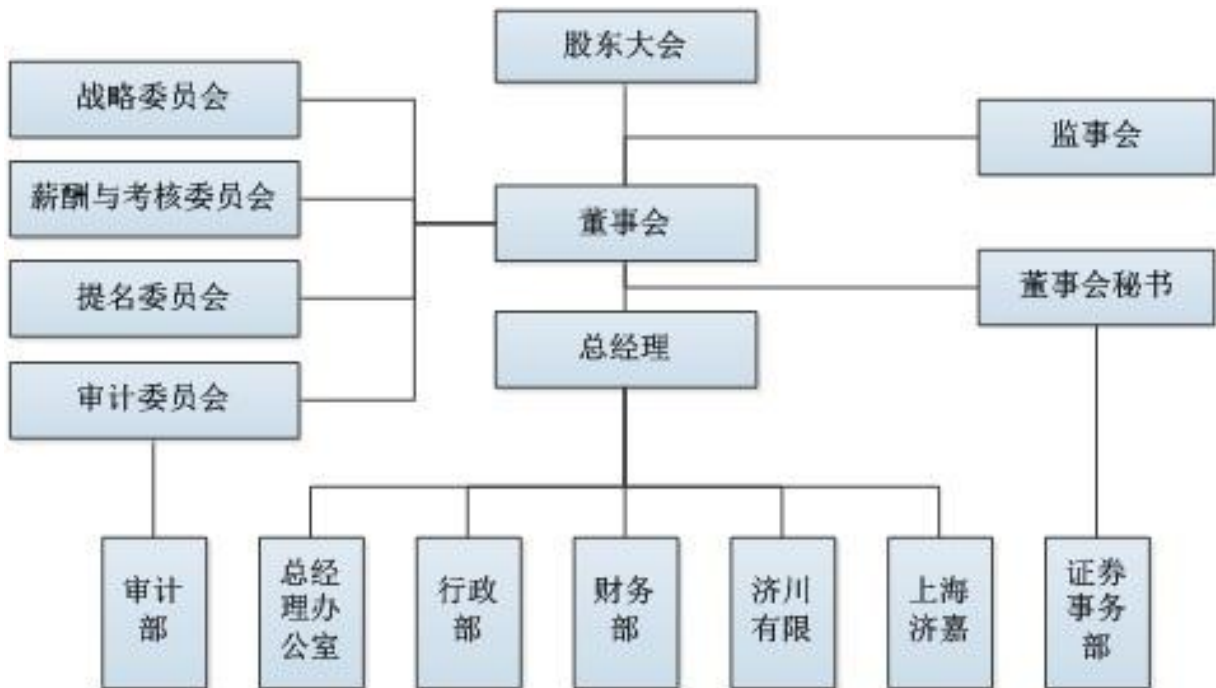 股东大会
战略委员会
监事会
薪酬与考核委员会
董事会
提名委员会
董事会秘书
总经理
审计委员会
审计
部
总经
理办
公室
行政
部
财务
部
济川
有限
上海
济嘉
证券
事务
部